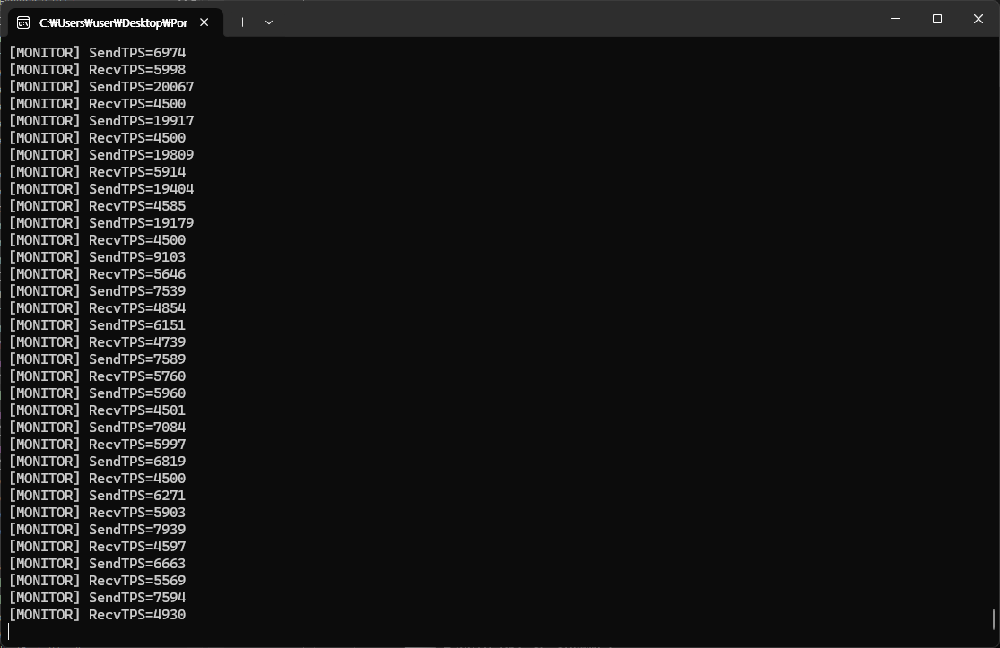 C:₩Users₩user₩Desktop₩Por
[MONITOR] SendTPS=6974
[MONITOR] RecvTPS=5998
[MONITOR] SendTPS=20067
[MONITOR] RecvTPS=4500
[MONITOR] SendTPS=19917
[MONITOR] RecvTPS=4500
[MONITOR] SendTPS=19809
[MONITOR] RecvTPS=5914
[MONITOR] SendTPS=19404
[MONITOR] RecvTPS=4585
[MONITOR] SendTPS=19179
[MONITOR] RecvTPS=4500
[MONITOR] SendTPS=9103
[MONITOR] RecvTPS=5646
[MONITOR] SendTPS=7539
[MONITOR] RecvTPS=4854
[MONITOR] SendTPS=6151
[MONITOR] RecvTPS=4739
[MONITOR] SendTPS=7589
[MONITOR] RecvTPS=5760
[MONITOR] SendTPS=5960
[MONITOR] RecvTPS=4501
[MONITOR] SendTPS=7084
[MONITOR] RecvTPS=5997
[MONITOR] SendTPS=6819
[MONITOR] RecvTPS=4500
[MONITOR] SendTPS=6271
[MONITOR] RecvTPS=5903
[MONITOR] SendTPS=7939
[MONITOR] RecvTPS=4597
[MONITOR] SendTPS=6663
[MONITOR] RecvTPS=5569
[MONITOR] SendTPS=7594
[MONITOR] RecvTPS=4930